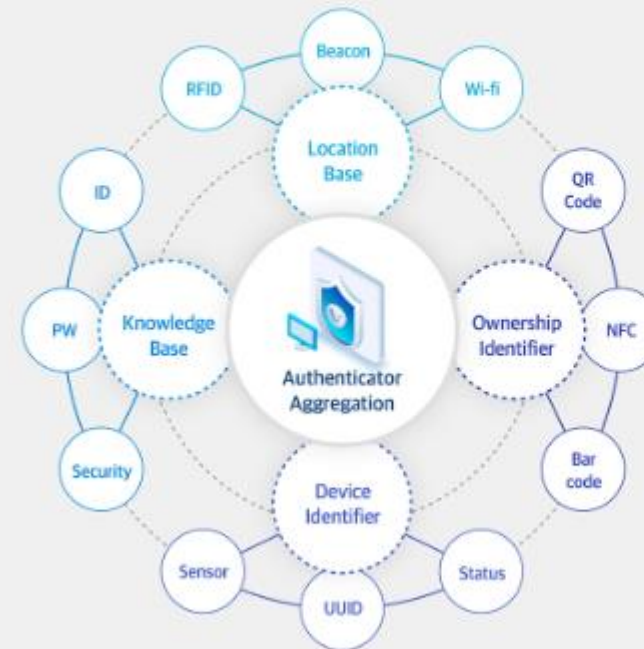 Beacon
RFID
Wi-fi
Location
Base
ID
QR
Code
PW
Knowledge
Base
Authenticator
Aggregation
Ownership
Identifier
NFC
Security
Bar
code
Device
Identifier
Sensor
UUID
Status